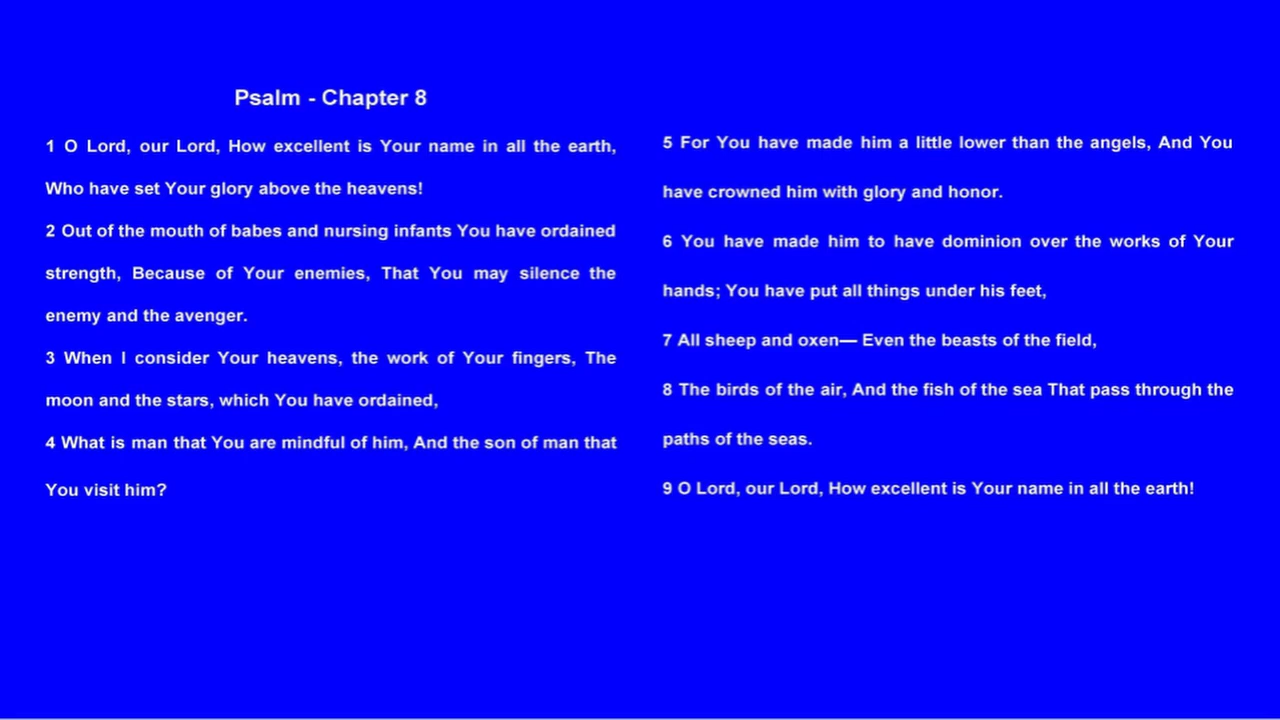 Psalm - Chapter 8
1 O Lord, our Lord, How excellent is Your name in all the earth,
Who have set Your glory above the heavens!
2 Out of the mouth of babes and nursing infants You have ordained
strength, Because of Your enemies, That You may silence the
enemy and the avenger.
3 When I consider Your heavens, the work of Your fingers, The
moon and the stars, which You have ordained,
4 What is man that You are mindful of him, And the son of man that
You visit him?
5 For You have made him a little lower than the angels, And You
have crowned him with glory and honor.
6 You have made him to have dominion over the works of Your
hands; You have put all things under his feet,
7 All sheep and oxen— Even the beasts of the field,
8 The birds of the air, And the fish of the sea That pass through the
paths of the seas.
9 O Lord, our Lord, How excellent is Your name in all the earth!